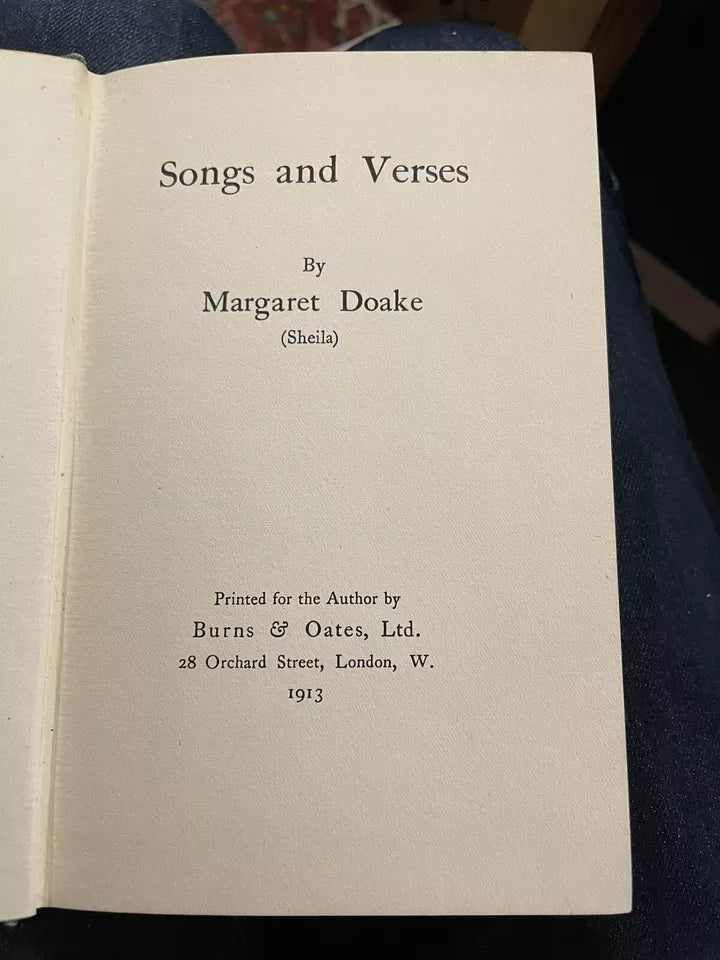 Songs and Verses
By
Margaret Doake
(Sheila)
Printed for the Author by
Burns & Oates, Ltd.
28 Orchard Street, London, W.
1913